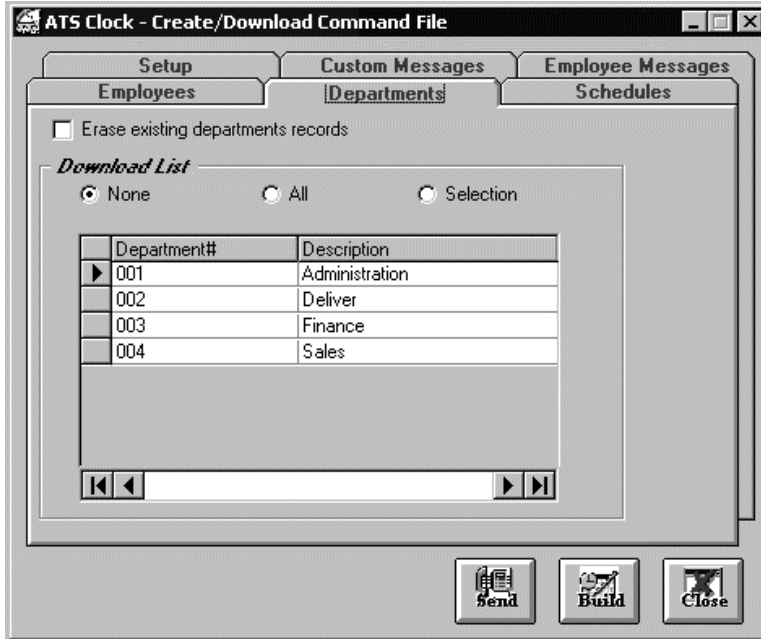 ATS Clock - Create/Download Command File
Setup Custom Messages Employee Messages
Employees Departments Schedules
Erase existing departments records
Download List
None All Selection
Department# Description
001 Administration
002 Deliver
003 Finance
004 Sales
Send Build Close